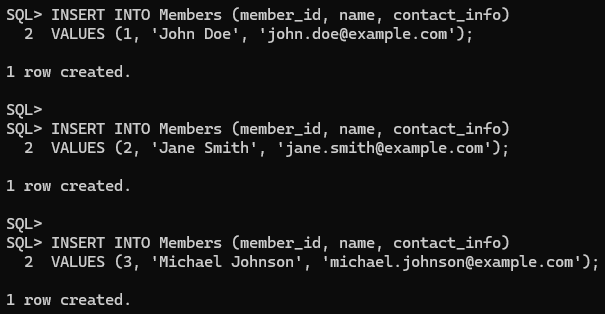 SQL> INSERT INTO Members (member_id, name, contact_info)
  2  VALUES (1, 'John Doe', 'john.doe@example.com');

1 row created.

SQL>
SQL> INSERT INTO Members (member_id, name, contact_info)
  2  VALUES (2, 'Jane Smith', 'jane.smith@example.com');

1 row created.

SQL>
SQL> INSERT INTO Members (member_id, name, contact_info)
  2  VALUES (3, 'Michael Johnson', 'michael.johnson@example.com');

1 row created.